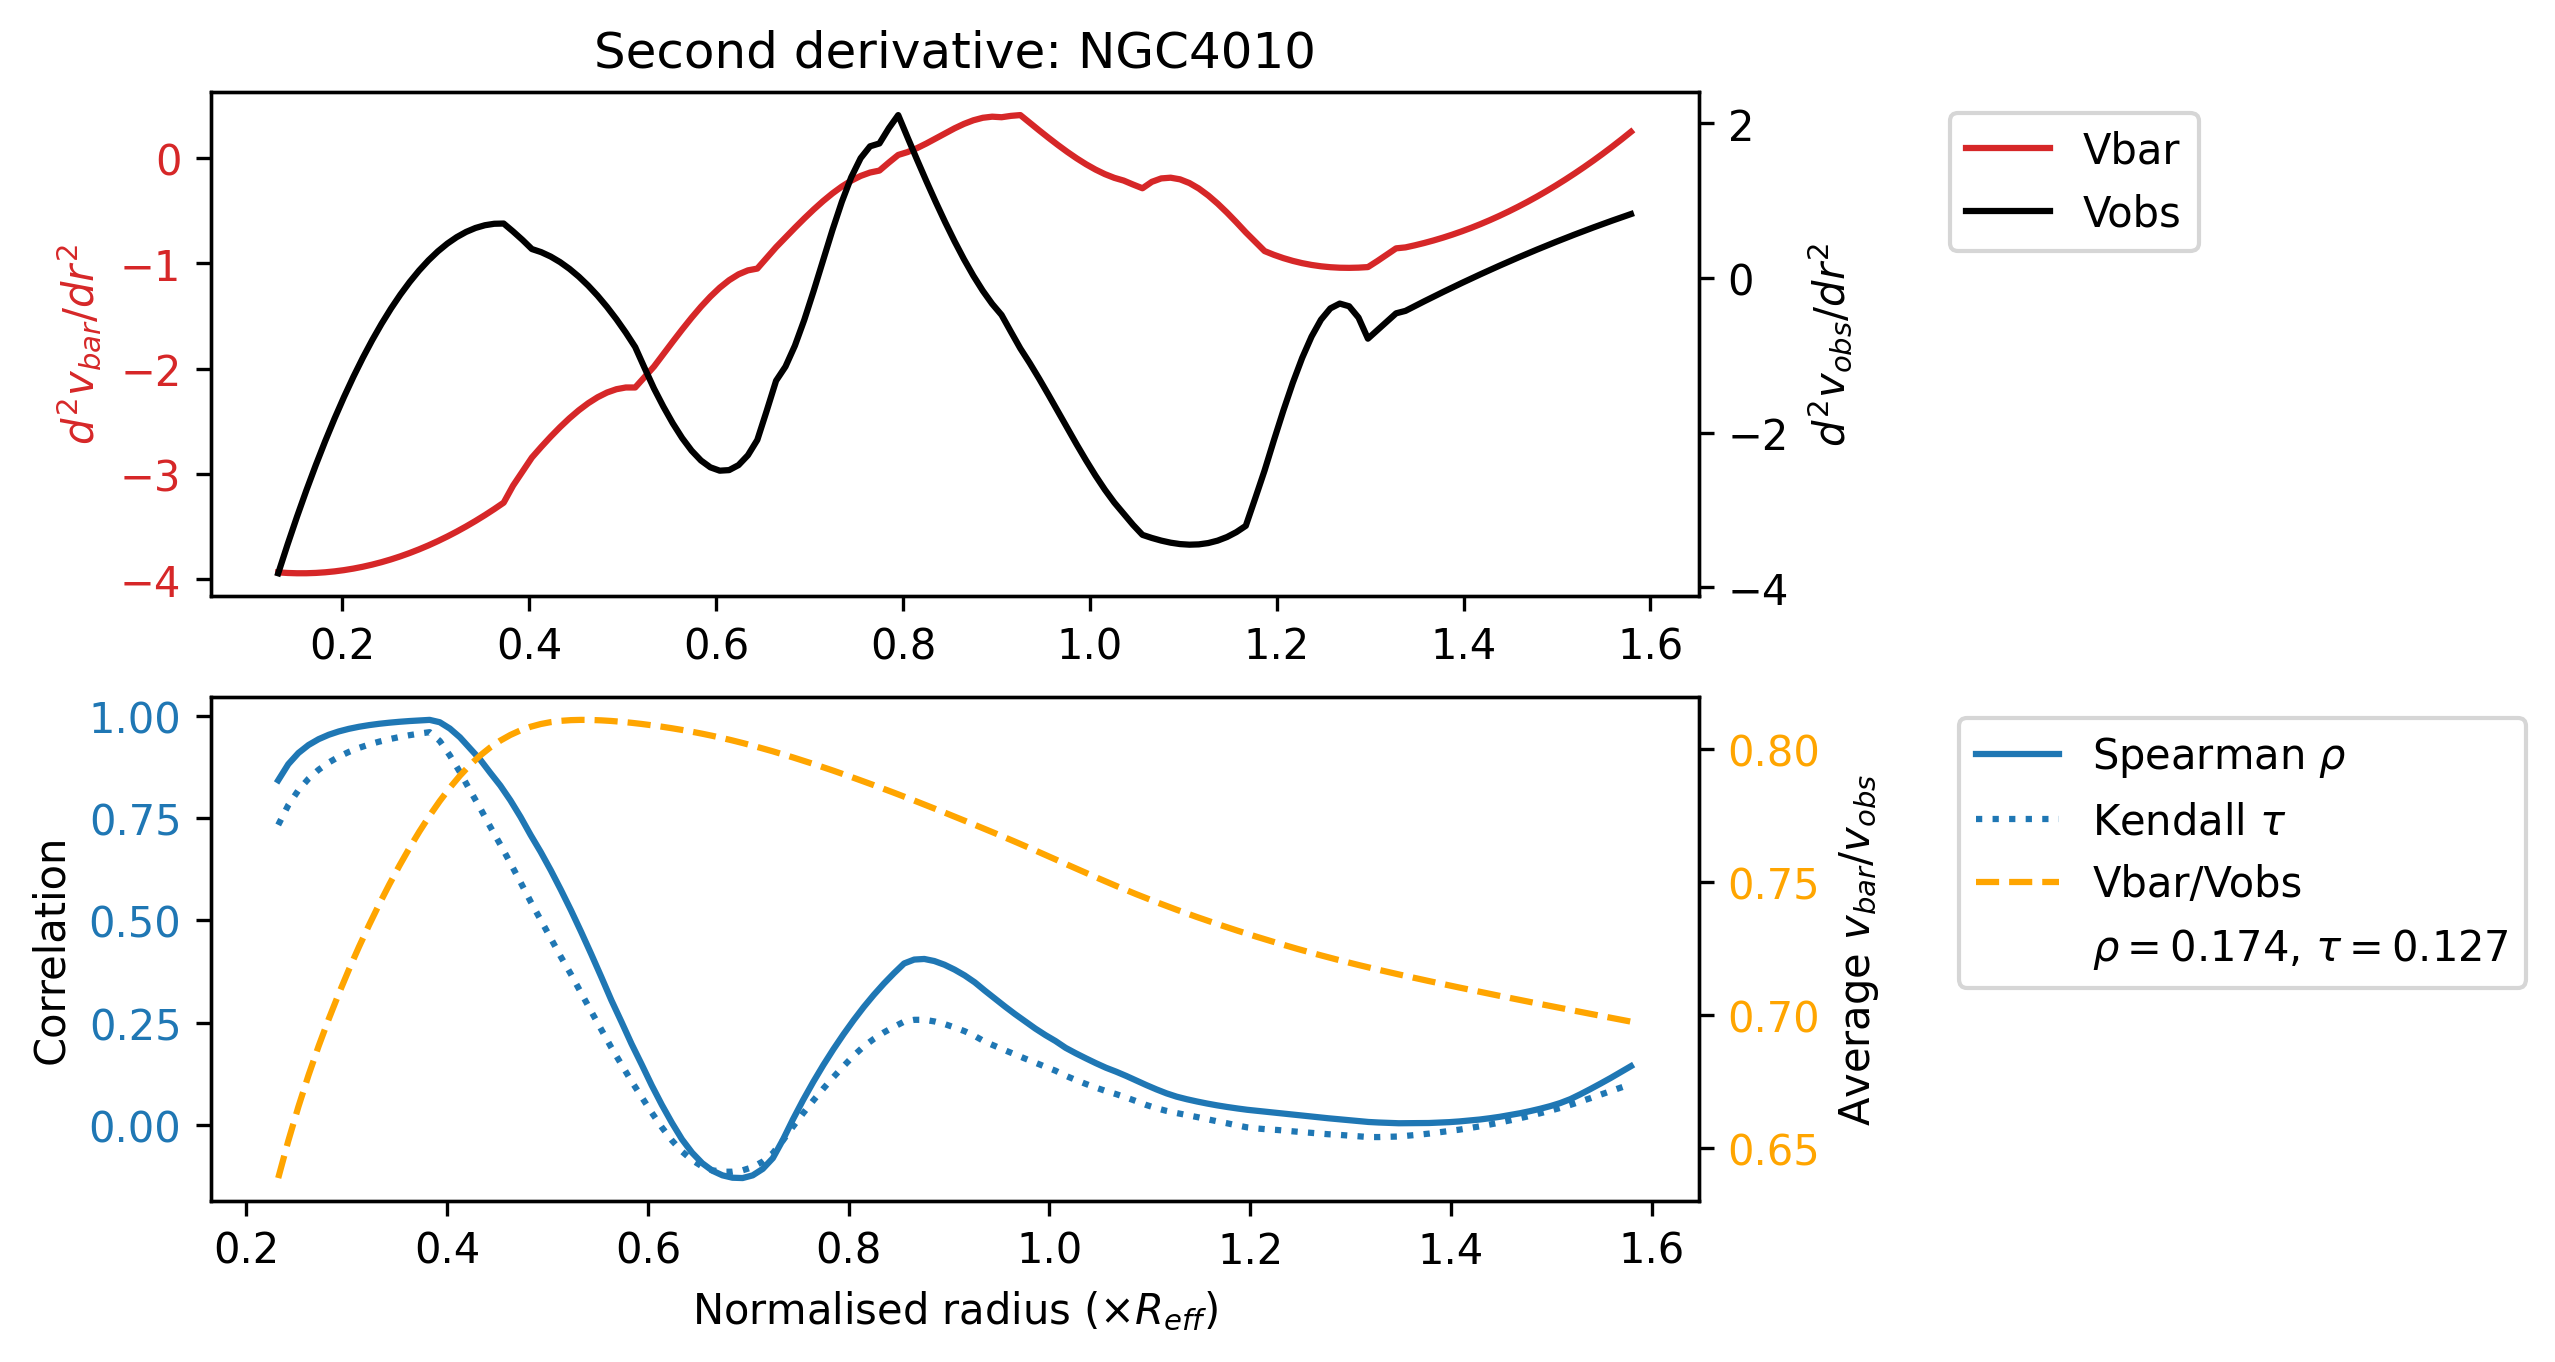 Second derivative: NGC4010
0
−1
−2
−3
−4
d²v_bar/dr²
2
0
−2
−4
d²v_obs/dr²
0.2 0.4 0.6 0.8 1.0 1.2 1.4 1.6
Vbar
Vobs
1.00
0.75
0.50
0.25
0.00
Correlation
0.80
0.75
0.70
0.65
Average v_bar/v_obs
0.2 0.4 0.6 0.8 1.0 1.2 1.4 1.6
Normalised radius (×R_eff)
Spearman ρ
Kendall τ
Vbar/Vobs
ρ = 0.174, τ = 0.127